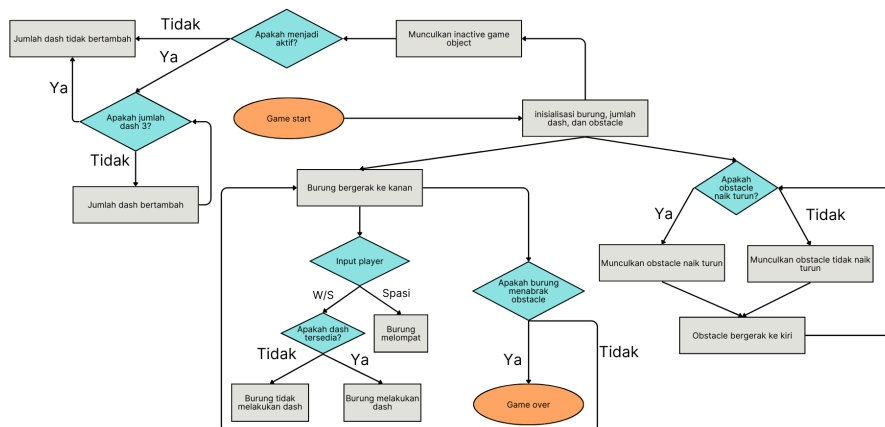 Tidak
Jumlah dash tidak bertambah
Apakah menjadi
aktif?
Munculkan inactive game
object
Ya
Ya
Apakah jumlah
dash 3?
Game start
inisialisasi burung, jumlah
dash, dan obstacle
Tidak
Jumlah dash bertambah
Burung bergerak ke kanan
Apakah
obstacle
naik turun?
Ya
Tidak
Input player
Munculkan obstacle naik turun
Munculkan obstacle tidak naik
turun
W/S
Spasi
Apakah burung
menabrak
obstacle
Apakah dash
tersedia?
Burung
melompat
Obstacle bergerak ke kiri
Tidak
Ya
Ya
Tidak
Burung tidak
melakukan dash
Burung melakukan
dash
Game over